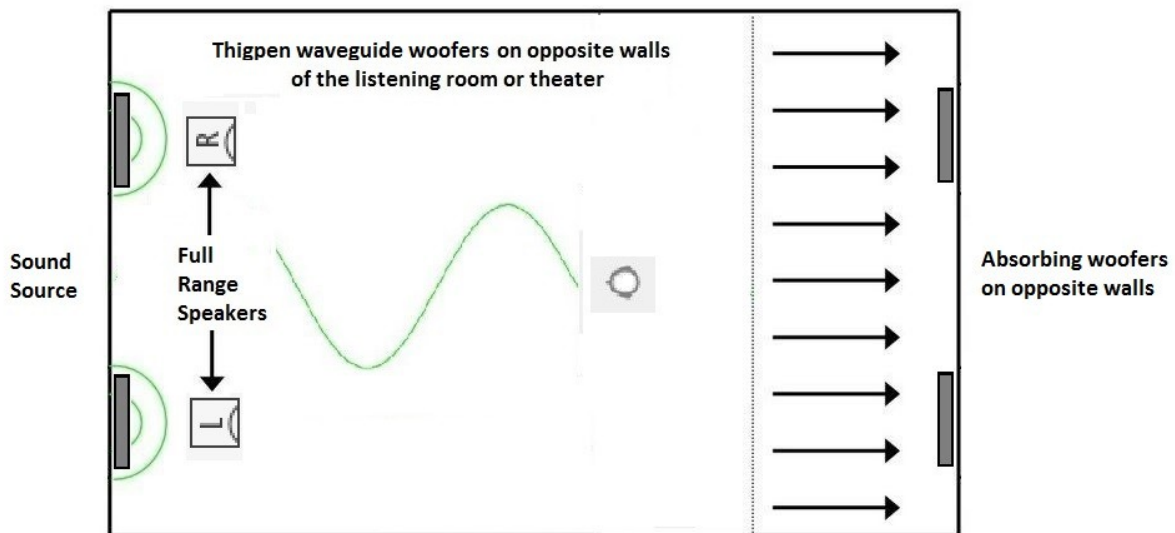 Thigpen waveguide woofers on opposite walls
of the listening room or theater
R
Sound
Source
Full
Range
Speakers
Absorbing woofers
on opposite walls
L